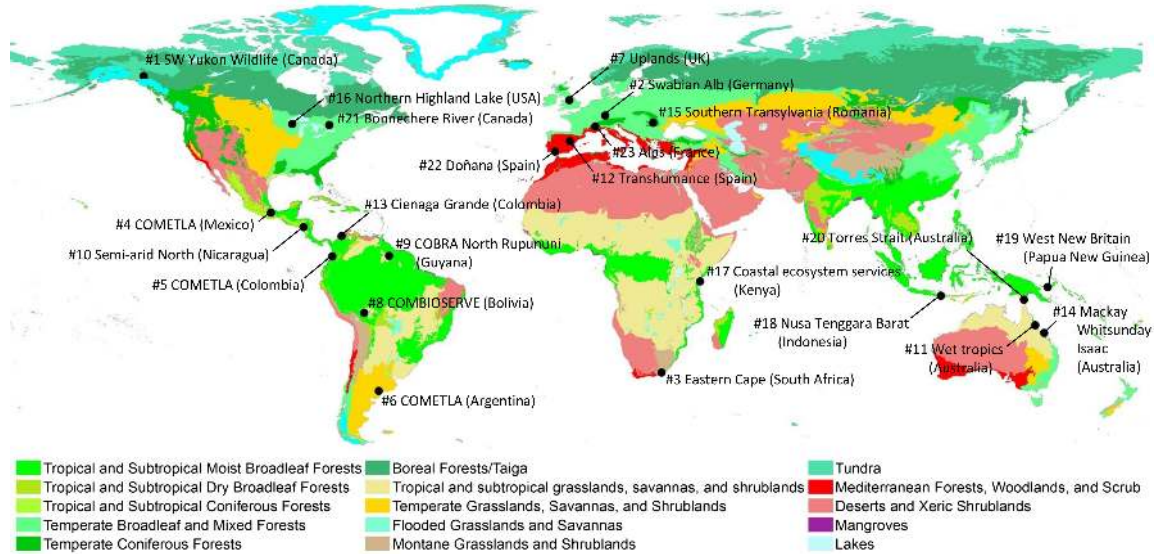 #1 SW Yukon Wildlife (Canada)
#7 Uplands (UK)
#2 Swabian Alb (Germany)
#16 Northern Highland Lake (USA)
#15 Southern Transylvania (Romania)
#21 Boonechere River (Canada)
#23 Alps (France)
#22 Doñana (Spain)
#12 Transhumance (Spain)
#13 Cienaga Grande (Colombia)
#4 COMETLA (Mexico)
#20 Torres Strait (Australia)
#19 West New Britain
(Papua New Guinea)
#10 Semi-arid North (Nicaragua)
#9 COBRA North Rupununi
(Guyana)
#17 Coastal ecosystem services
(Kenya)
#5 COMETLA (Colombia)
#8 COMBIOSERVE (Bolivia)
#18 Nusa Tenggara Barat
(Indonesia)
#14 Mackay
Whitsunday
Isaac
(Australia)
#11 Wet tropics
(Australia)
#3 Eastern Cape (South Africa)
#6 COMETLA (Argentina)
Tropical and Subtropical Moist Broadleaf Forests
Tropical and Subtropical Dry Broadleaf Forests
Tropical and Subtropical Coniferous Forests
Temperate Broadleaf and Mixed Forests
Temperate Coniferous Forests
Boreal Forests/Taiga
Tropical and subtropical grasslands, savannas, and shrublands
Temperate Grasslands, Savannas, and Shrublands
Flooded Grasslands and Savannas
Montane Grasslands and Shrublands
Tundra
Mediterranean Forests, Woodlands, and Scrub
Deserts and Xeric Shrublands
Mangroves
Lakes